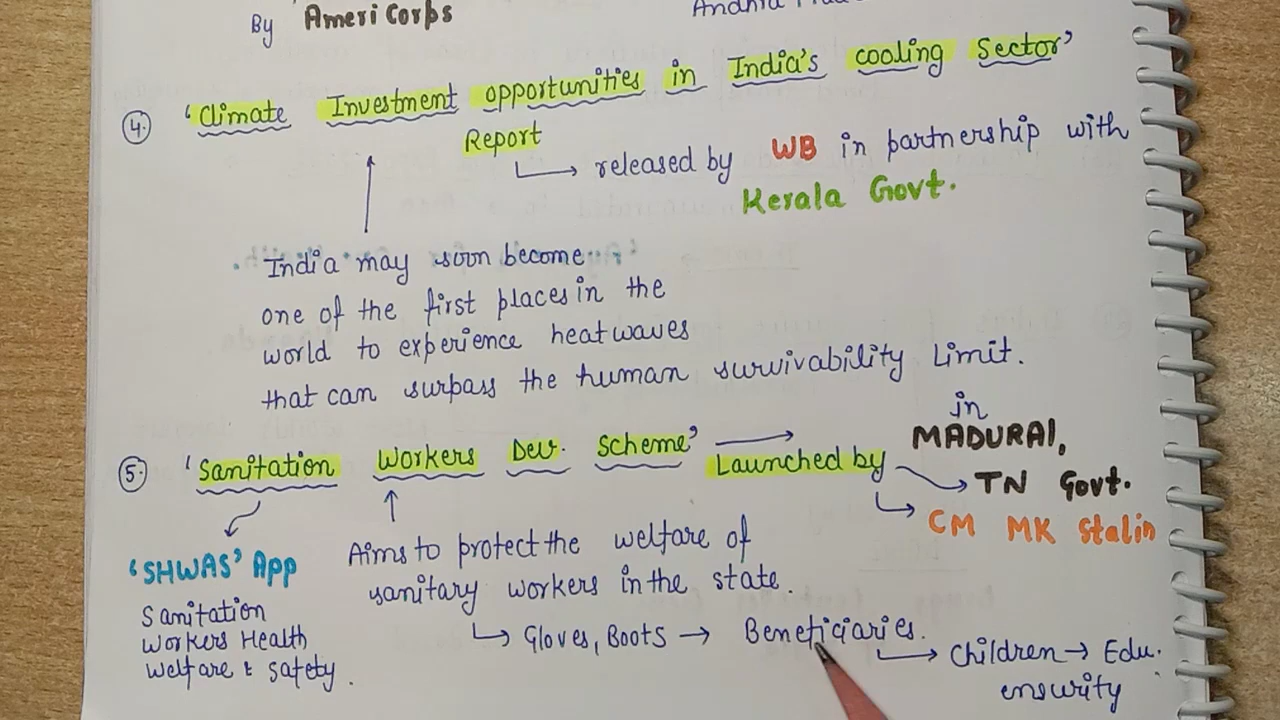 By Ameri Corps
④. 'Climate Investment opportunities in India's cooling Sector'
Report
released by WB in partnership with
Kerala Govt.
India may soon become
one of the first places in the
world to experience heatwaves
that can surpass the human survivability Limit.
⑤. 'Sanitation Workers Dev. Scheme' → Launched by
in
MADURAI,
TN Govt.
CM MK Stalin
'SHWAS' App
Sanitation
Workers Health
Welfare & safety.
Aims to protect the welfare of
sanitary workers in the state.
Gloves, Boots → Beneficiaries.
Children → Edu.
ensurity